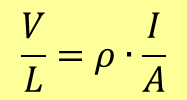 V/L = ρ · I/A